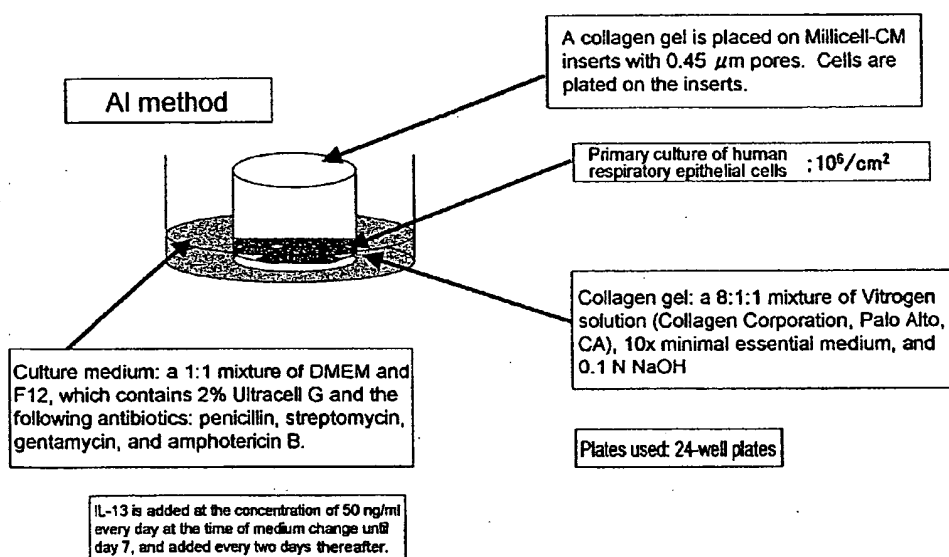 A collagen gel is placed on Millicell-CM
inserts with 0.45 μm pores. Cells are
plated on the inserts.
AI method
Primary culture of human
respiratory epithelial cells : 10⁶/cm²
Collagen gel: a 8:1:1 mixture of Vitrogen
solution (Collagen Corporation, Palo Alto,
CA), 10x minimal essential medium, and
0.1 N NaOH
Culture medium: a 1:1 mixture of DMEM and
F12, which contains 2% Ultracell G and the
following antibiotics: penicillin, streptomycin,
gentamycin, and amphotericin B.
Plates used: 24-well plates
IL-13 is added at the concentration of 50 ng/ml
every day at the time of medium change until
day 7, and added every two days thereafter.